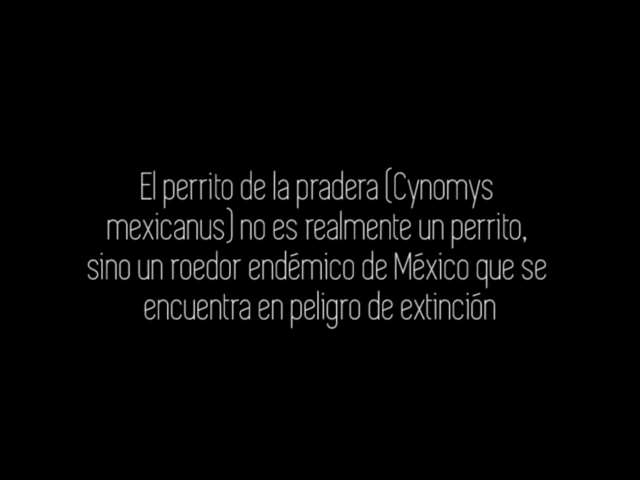 El perrito de la pradera (Cynomys
mexicanus) no es realmente un perrito,
sino un roedor endémico de México que se
encuentra en peligro de extinción